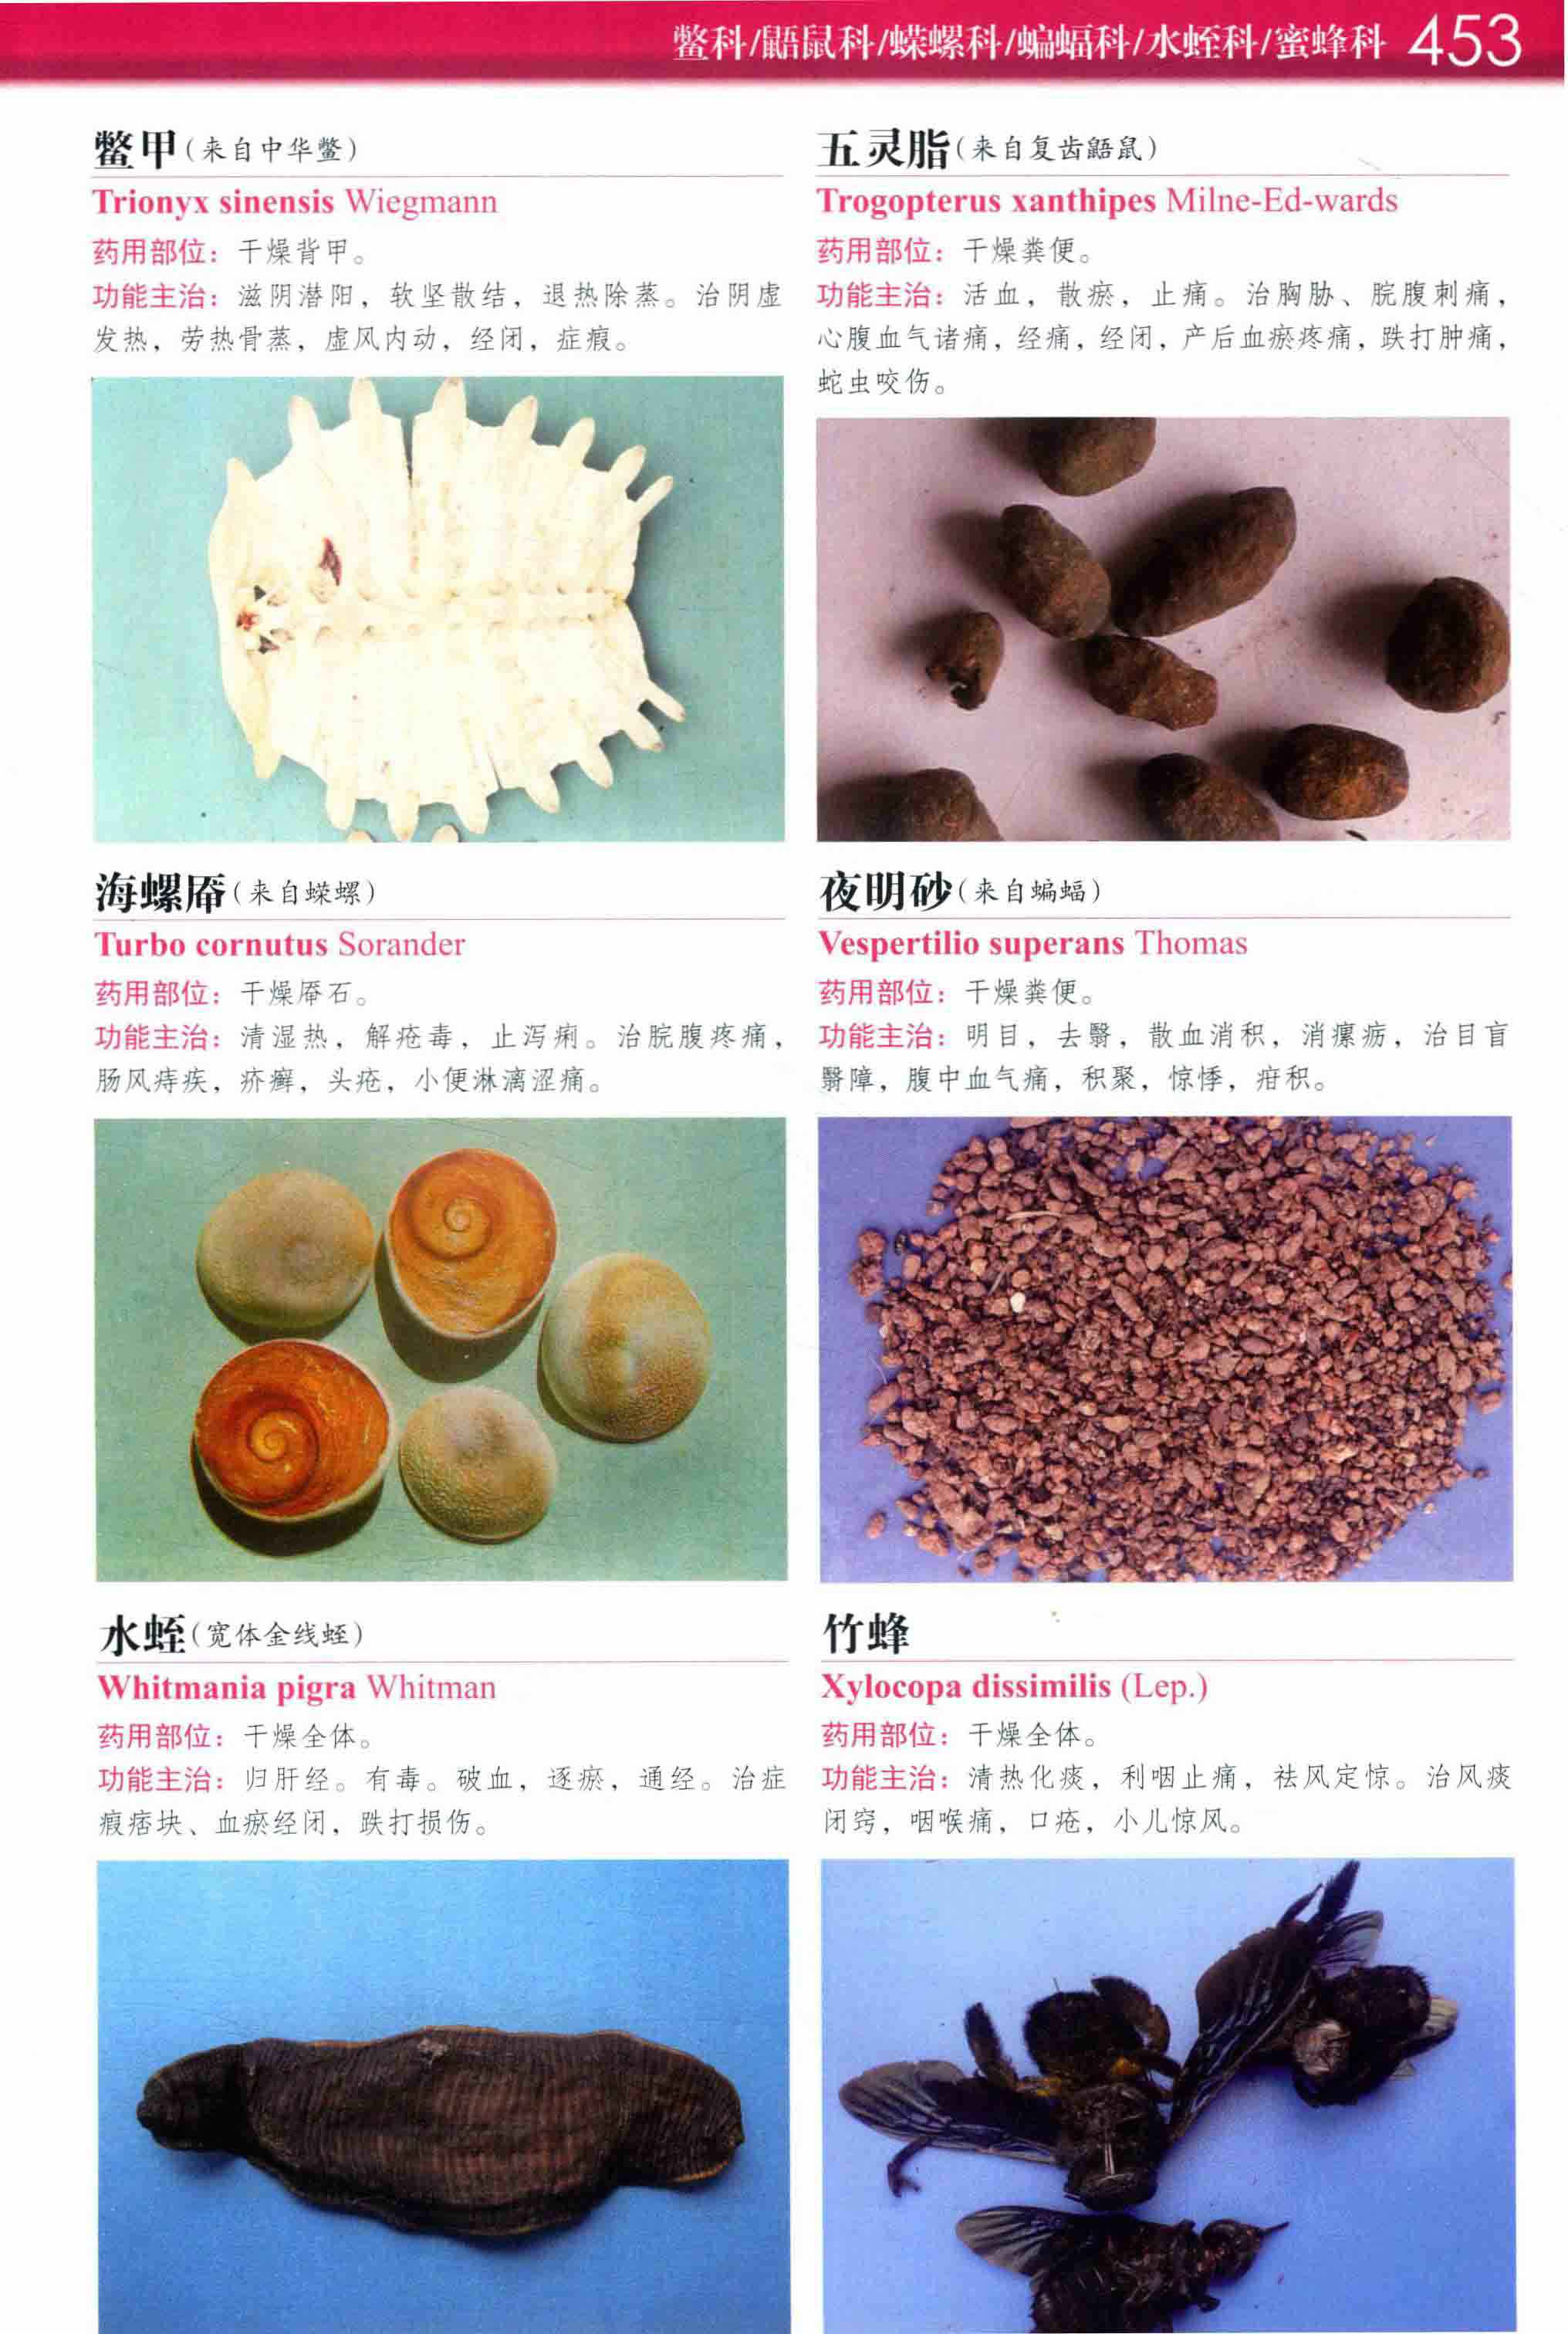 鳖科/鼯鼠科/蝾螺科/蝙蝠科/水蛭科/蜜蜂科 453
鳖甲(来自中华鳖)
Trionyx sinensis Wiegmann
药用部位：干燥背甲。
功能主治：滋阴潜阳，软坚散结，退热除蒸。治阴虚
发热，劳热骨蒸，虚风内动，经闭，症瘕。
五灵脂(来自复齿鼯鼠)
Trogopterus xanthipes Milne-Ed-wards
药用部位：干燥粪便。
功能主治：活血，散瘀，止痛。治胸胁、脘腹刺痛，
心腹血气诸痛，经痛，经闭，产后血瘀疼痛，跌打肿痛，
蛇虫咬伤。
海螺厣(来自蝾螺)
Turbo cornutus Sorander
药用部位：干燥厣石。
功能主治：清湿热，解疮毒，止泻痢。治脘腹疼痛，
肠风痔疾，疥癣，头疮，小便淋漓涩痛。
夜明砂(来自蝙蝠)
Vespertilio superans Thomas
药用部位：干燥粪便。
功能主治：明目，去翳，散血消积，消瘰疬，治目盲
翳障，腹中血气痛，积聚，惊悸，疳积。
水蛭(宽体金线蛭)
Whitmania pigra Whitman
药用部位：干燥全体。
功能主治：归肝经。有毒。破血，逐瘀，通经。治症
瘕痞块、血瘀经闭，跌打损伤。
竹蜂
Xylocopa dissimilis (Lep.)
药用部位：干燥全体。
功能主治：清热化痰，利咽止痛，祛风定惊。治风痰
闭窍，咽喉痛，口疮，小儿惊风。